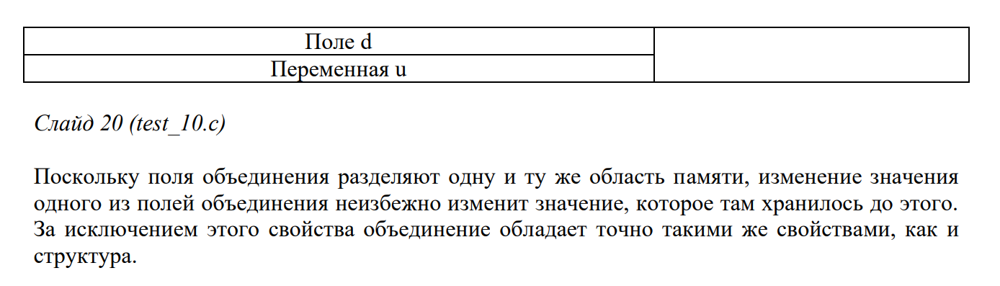 Поле d
Переменная u
Слайд 20 (test_10.c)
Поскольку поля объединения разделяют одну и ту же область памяти, изменение значения
одного из полей объединения неизбежно изменит значение, которое там хранилось до этого.
За исключением этого свойства объединение обладает точно такими же свойствами, как и
структура.